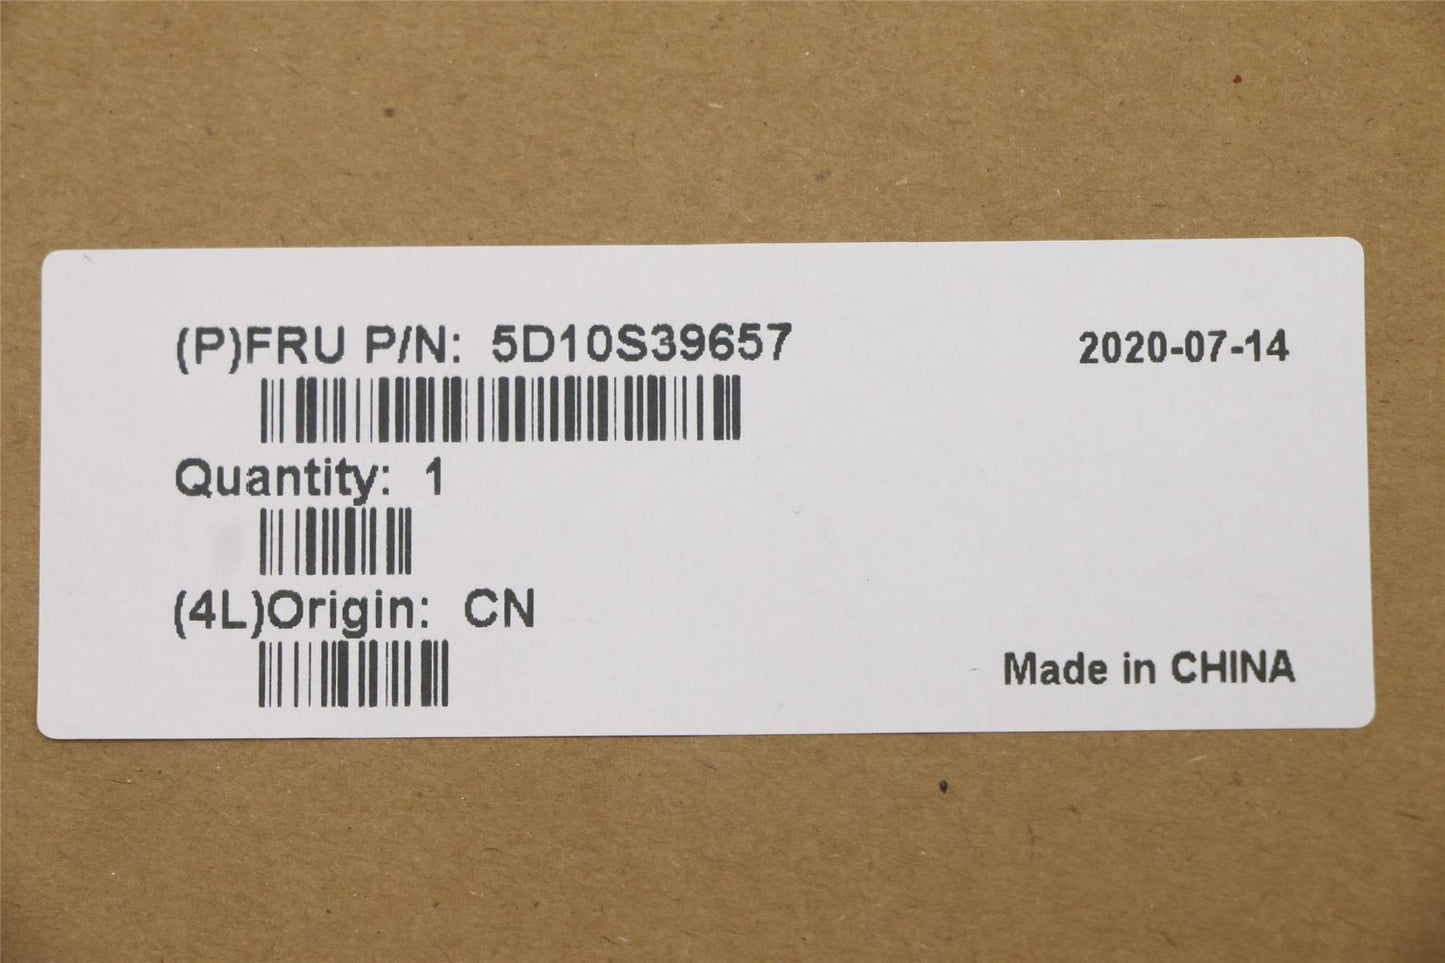 (P)FRU P/N: 5D10S39657
2020-07-14
Quantity: 1
(4L)Origin: CN
Made in CHINA